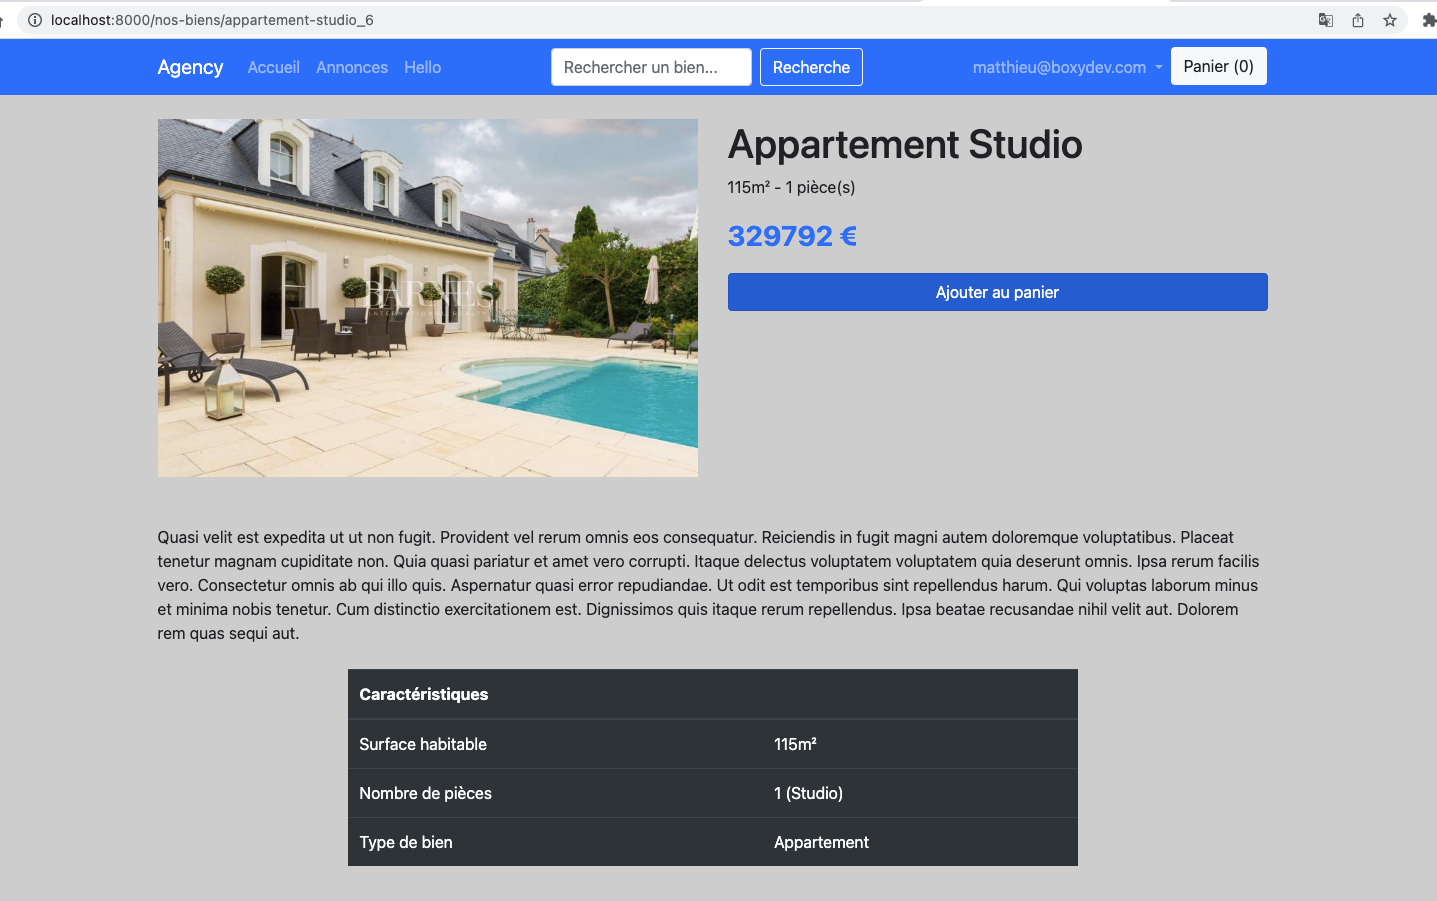 localhost:8000/nos-biens/appartement-studio_6
Agency Accueil Annonces Hello Rechercher un bien... Recherche matthieu@boxydev.com Panier (0)
BARNES
INTERNATIONAL REALTY
Appartement Studio
115m² - 1 pièce(s)
329792 €
Ajouter au panier
Quasi velit est expedita ut ut non fugit. Provident vel rerum omnis eos consequatur. Reiciendis in fugit magni autem doloremque voluptatibus. Placeat
tenetur magnam cupiditate non. Quia quasi pariatur et amet vero corrupti. Itaque delectus voluptatem voluptatem quia deserunt omnis. Ipsa rerum facilis
vero. Consectetur omnis ab qui illo quis. Aspernatur quasi error repudiandae. Ut odit est temporibus sint repellendus harum. Qui voluptas laborum minus
et minima nobis tenetur. Cum distinctio exercitationem est. Dignissimos quis itaque rerum repellendus. Ipsa beatae recusandae nihil velit aut. Dolorem
rem quas sequi aut.
Caractéristiques
Surface habitable 115m²
Nombre de pièces 1 (Studio)
Type de bien Appartement